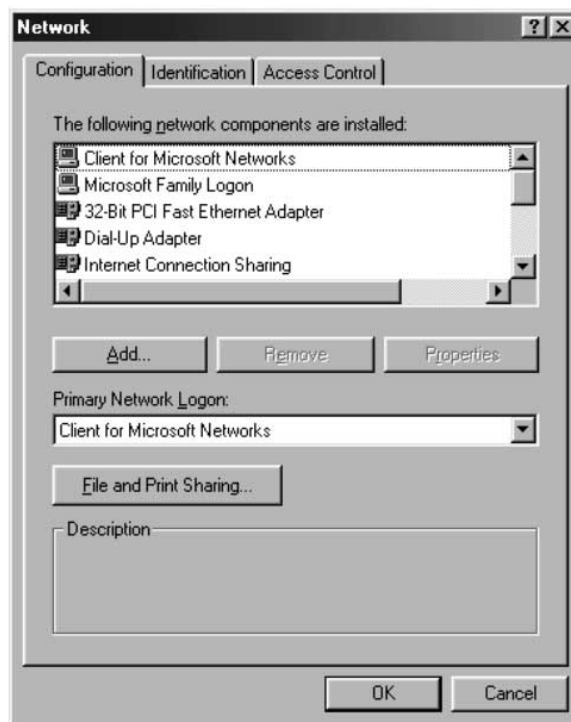 Network
Configuration Identification Access Control
The following network components are installed:
Client for Microsoft Networks
Microsoft Family Logon
32-Bit PCI Fast Ethernet Adapter
Dial-Up Adapter
Internet Connection Sharing
Add... Remove Properties
Primary Network Logon:
Client for Microsoft Networks
File and Print Sharing...
Description
OK Cancel